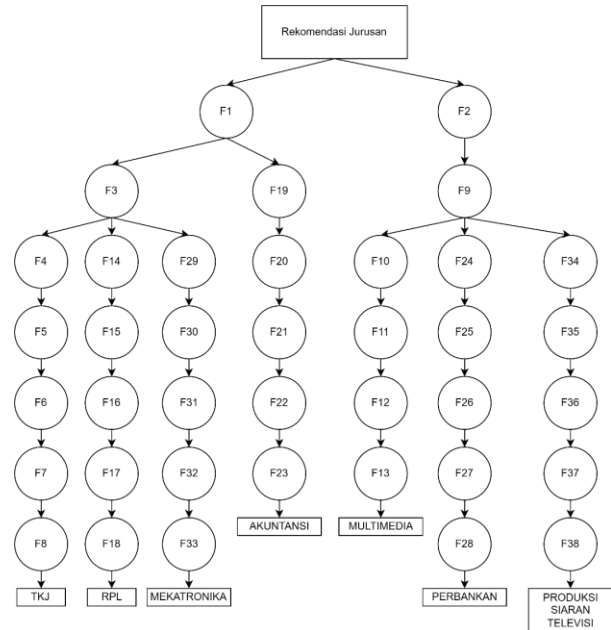 Rekomendasi Jurusan
F1
F2
F3
F19
F9
F4
F14
F29
F20
F10
F24
F34
F5
F15
F30
F21
F11
F25
F35
F6
F16
F31
F22
F12
F26
F36
F7
F17
F32
F23
F13
F27
F37
AKUNTANSI
MULTIMEDIA
F8
F18
F33
F28
F38
TKJ
RPL
MEKATRONIKA
PERBANKAN
PRODUKSI
SIARAN
TELEVISI